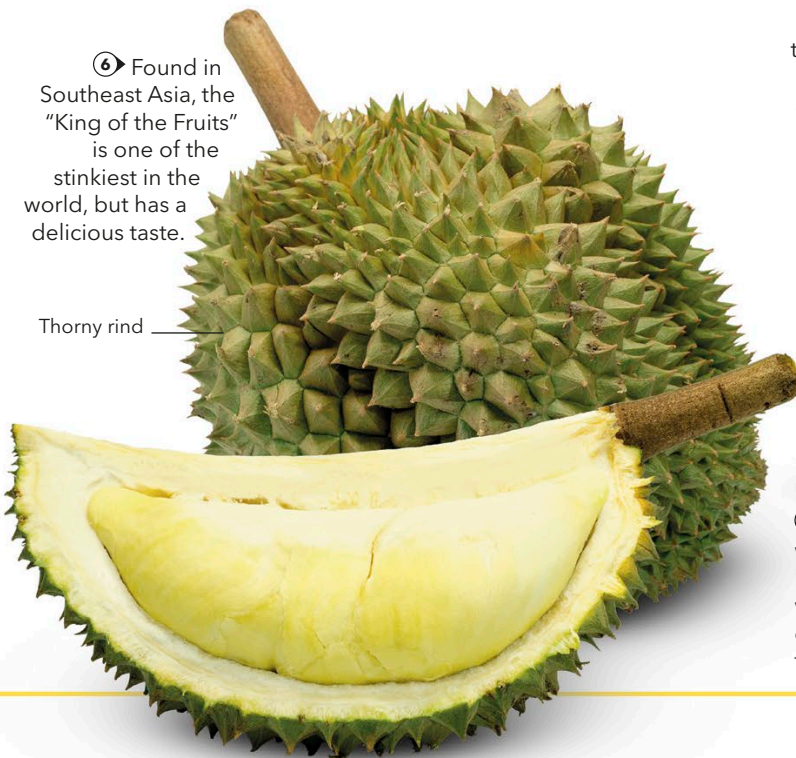 6 Found in
Southeast Asia, the
“King of the Fruits”
is one of the
stinkiest in the
world, but has a
delicious taste.
Thorny rind